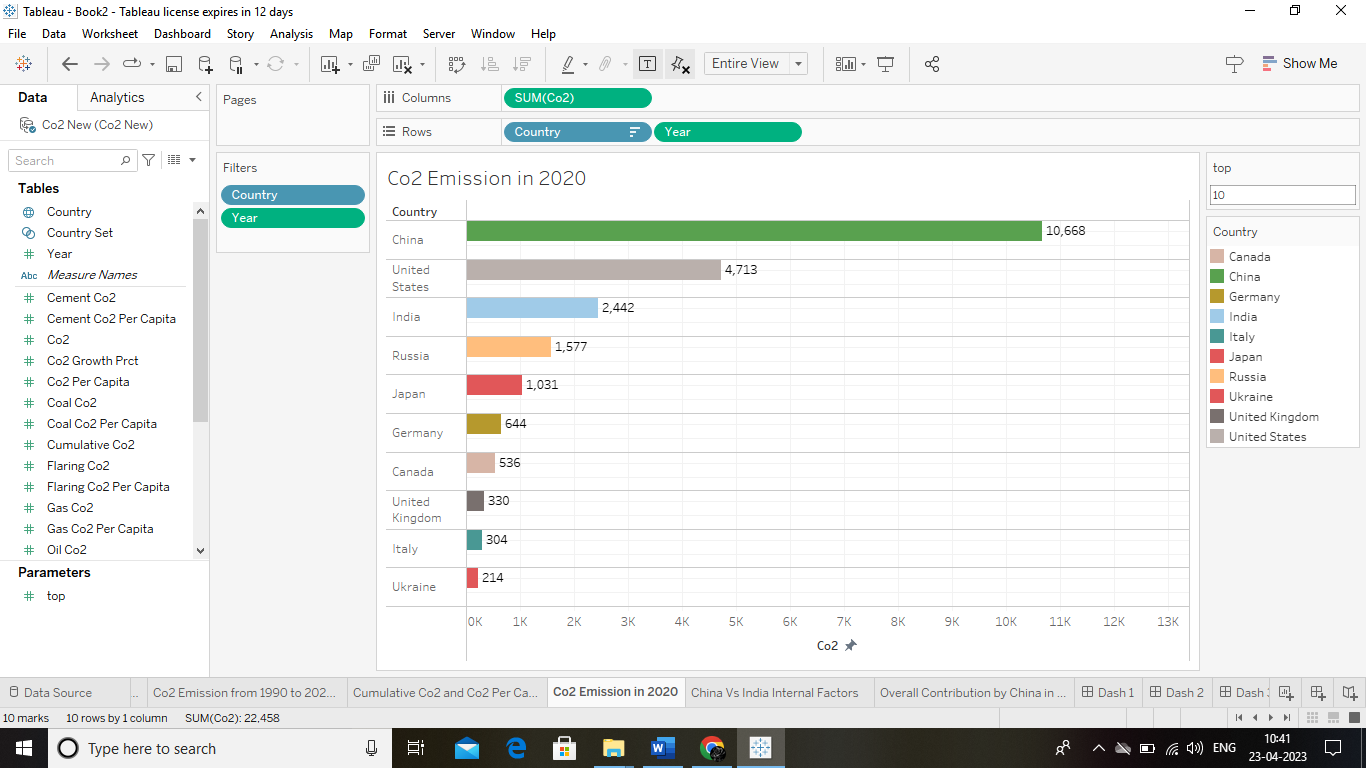 Tableau - Book2 - Tableau license expires in 12 days
File Data Worksheet Dashboard Story Analysis Map Format Server Window Help
Entire View
Show Me
Data Analytics
Co2 New (Co2 New)
Search
Tables
Country
Country Set
Year
Abc Measure Names
Cement Co2
Cement Co2 Per Capita
Co2
Co2 Growth Prct
Co2 Per Capita
Coal Co2
Coal Co2 Per Capita
Cumulative Co2
Flaring Co2
Flaring Co2 Per Capita
Gas Co2
Gas Co2 Per Capita
Oil Co2
Parameters
top
Pages
Filters
Country
Year
Columns SUM(Co2)
Rows Country Year
Co2 Emission in 2020
Country
China 10,668
United
States 4,713
India 2,442
Russia 1,577
Japan 1,031
Germany 644
Canada 536
United
Kingdom 330
Italy 304
Ukraine 214
0K 1K 2K 3K 4K 5K 6K 7K 8K 9K 10K 11K 12K 13K
Co2
top
10
Country
Canada
China
Germany
India
Italy
Japan
Russia
Ukraine
United Kingdom
United States
Data Source .. Co2 Emission from 1990 to 202... Cumulative Co2 and Co2 Per Ca... Co2 Emission in 2020 China Vs India Internal Factors Overall Contribution by China in ... Dash 1 Dash 2 Dash
10 marks 10 rows by 1 column SUM(Co2): 22,458
Type here to search
ENG
10:41
23-04-2023